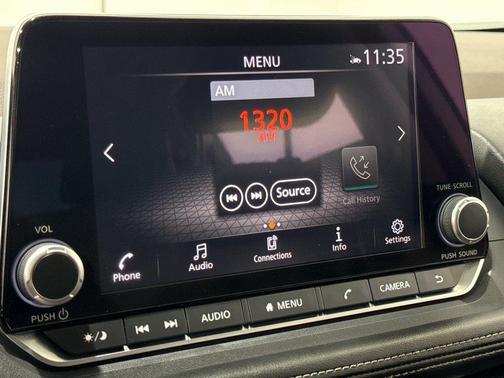 MENU
11:35
AM
1320
Source
Call History
Phone
Audio
Connections
Info
Settings
VOL
PUSH
TUNE·SCROLL
PUSH SOUND
AUDIO
MENU
CAMERA